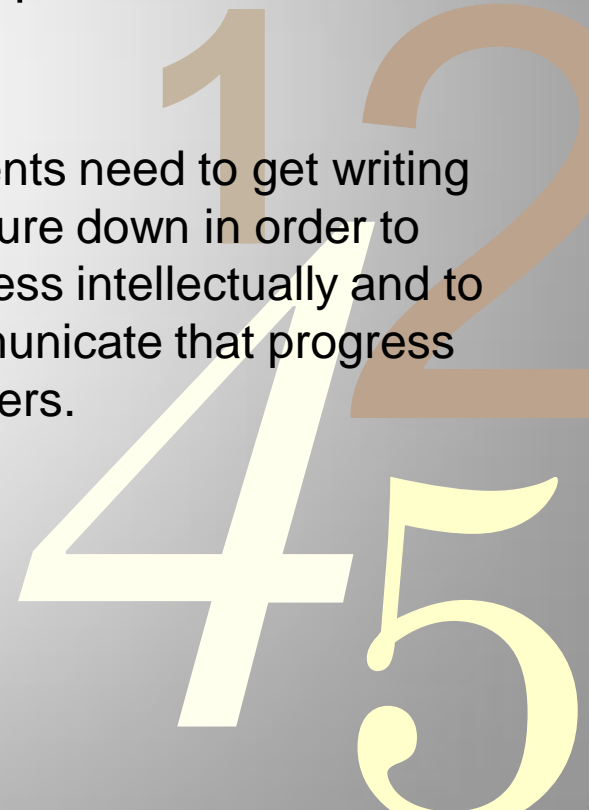 1 2
ents need to get writing
ure down in order to
ess intellectually and to
unicate that progress
ers.
4
5